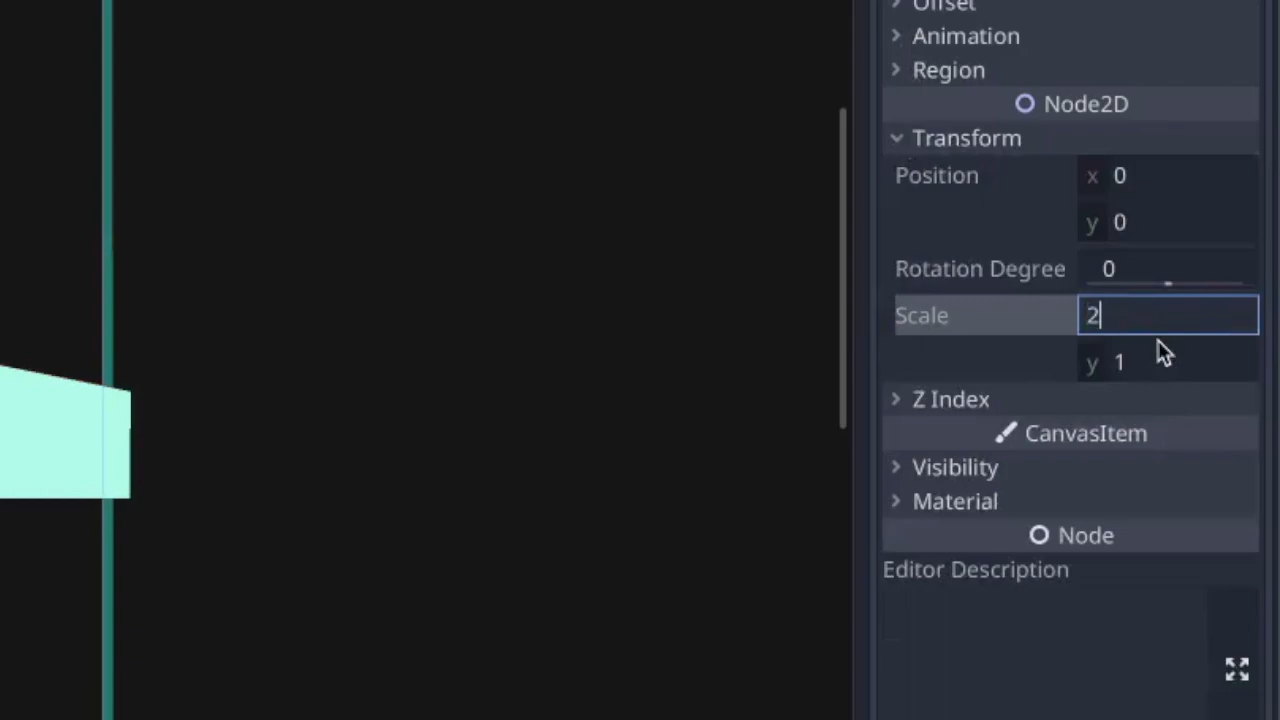 Offset
Animation
Region
Node2D
Transform
Position x 0
y 0
Rotation Degree 0
Scale 2
y 1
Z Index
CanvasItem
Visibility
Material
Node
Editor Description